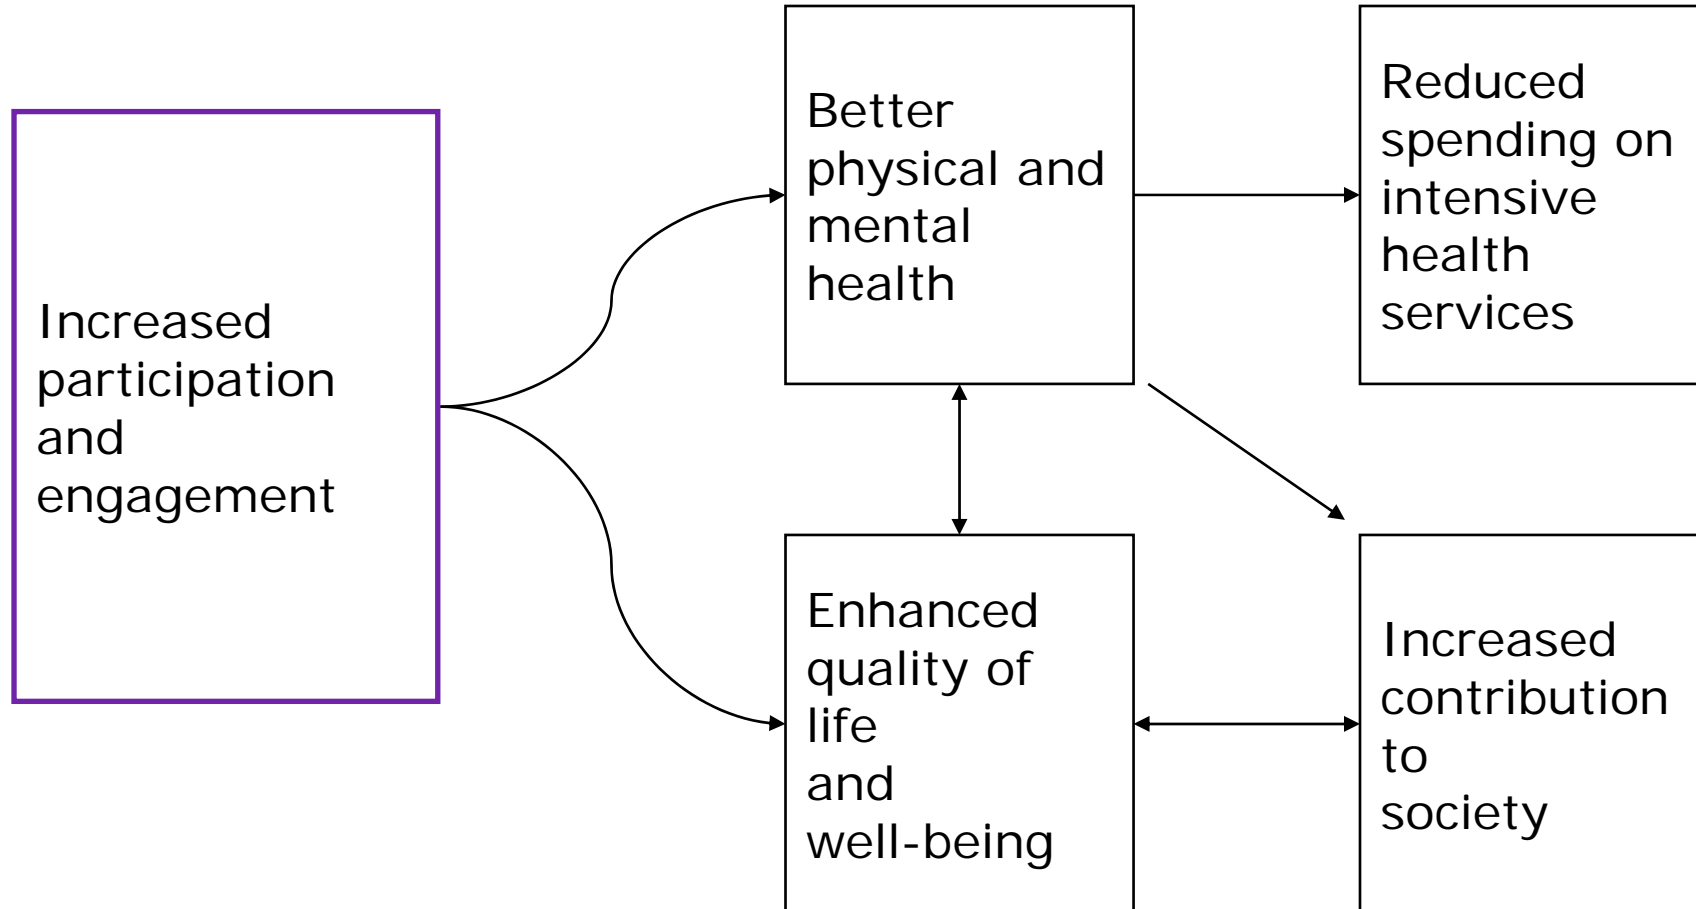 Increased
participation
and
engagement
Better
physical and
mental
health
Reduced
spending on
intensive
health
services
Enhanced
quality of
life
and
well-being
Increased
contribution
to
society